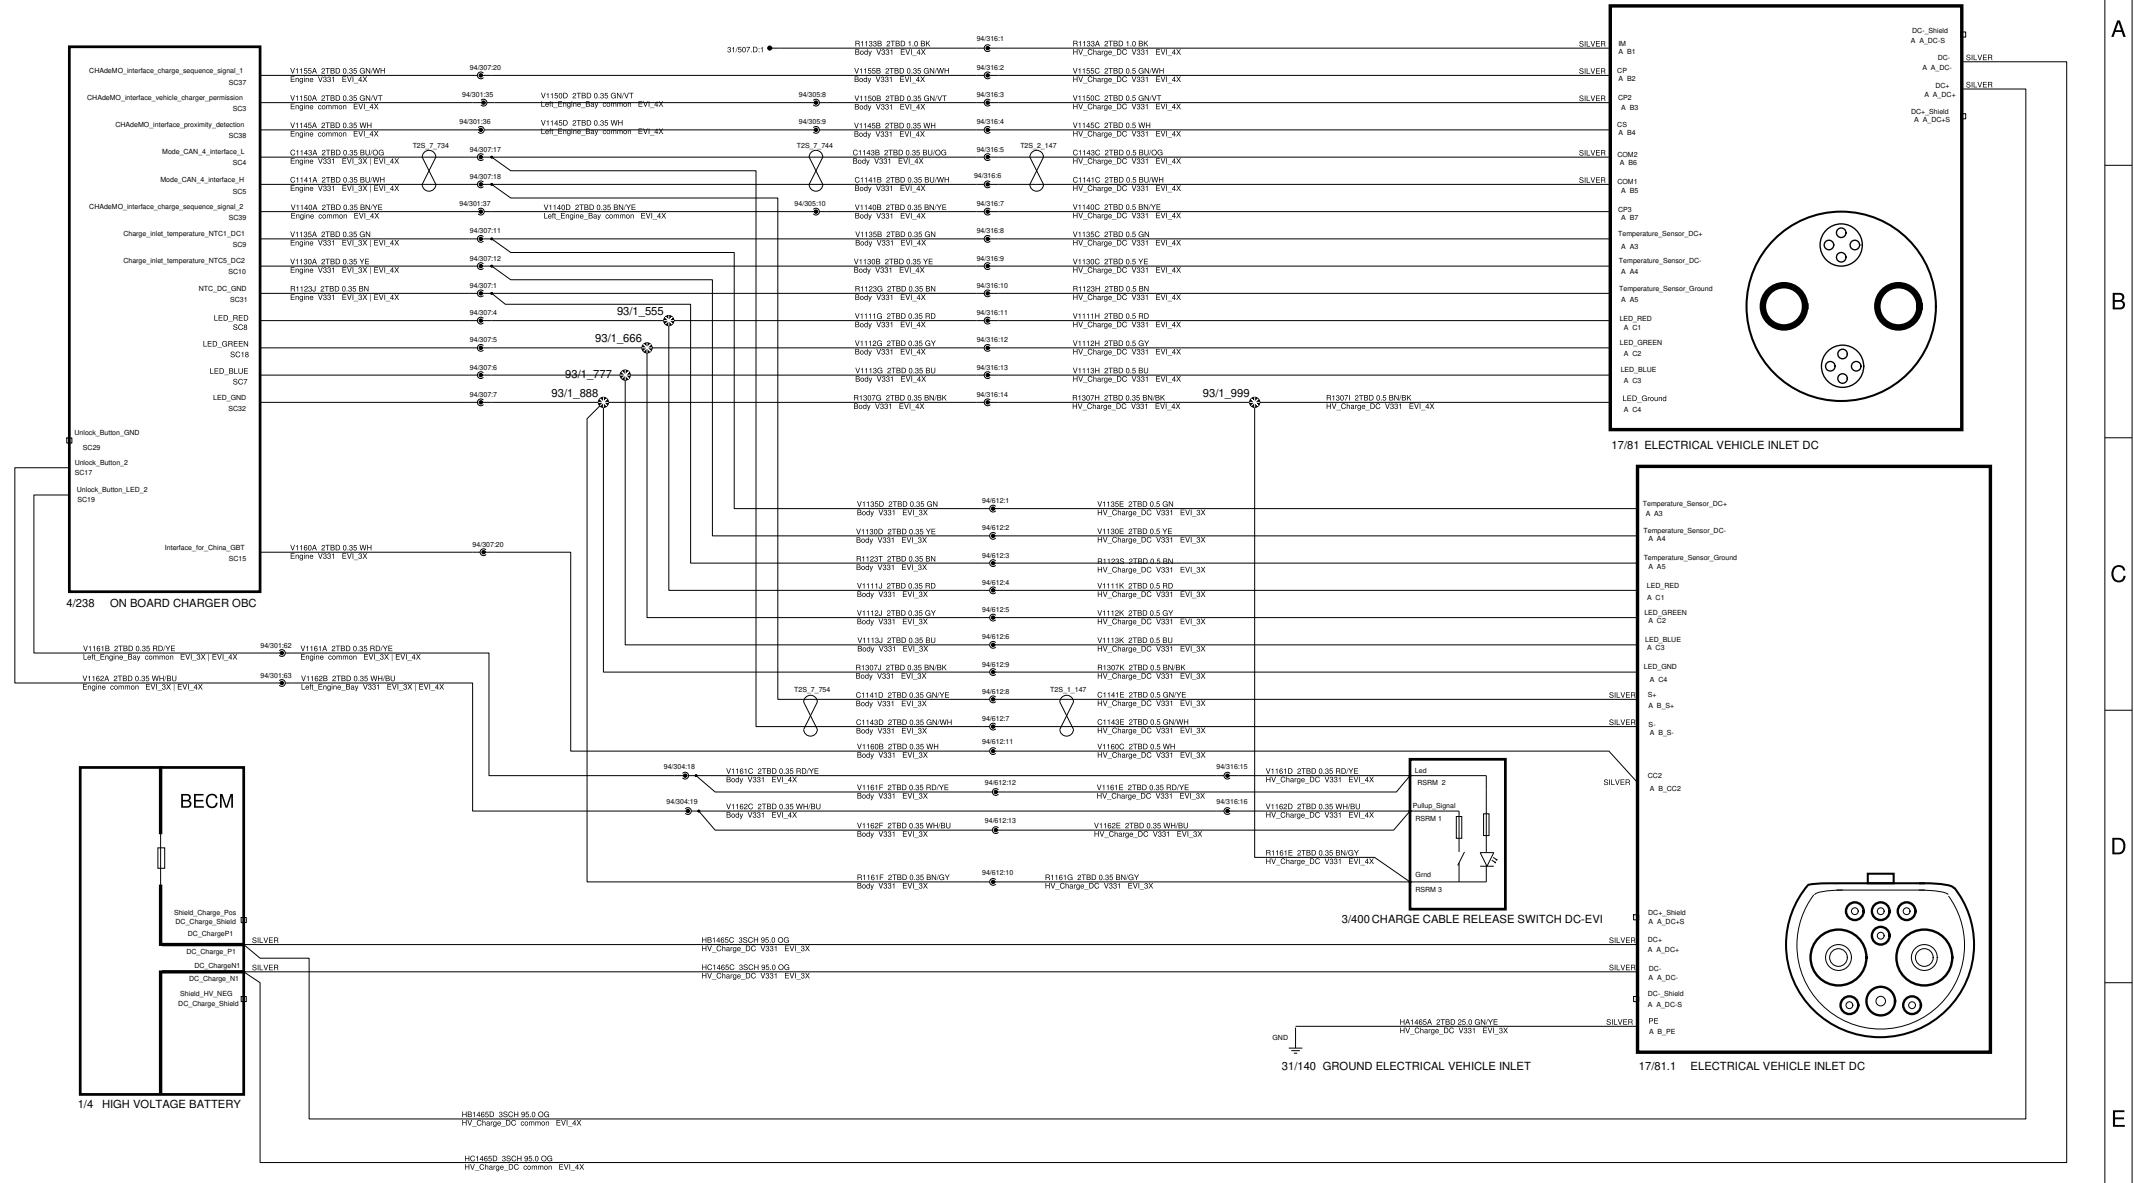 A
B
C
D
E
CHAdeMO_interface_charge_sequence_signal_1
SC37
CHAdeMO_interface_vehicle_charger_permission
SC3
CHAdeMO_interface_proximity_detection
SC38
Mode_CAN_4_interface_L
SC4
Mode_CAN_4_interface_H
SC5
CHAdeMO_interface_charge_sequence_signal_2
SC39
Charge_inlet_temperature_NTC1_DC1
SC9
Charge_inlet_temperature_NTC5_DC2
SC10
NTC_DC_GND
SC31
LED_RED
SC8
LED_GREEN
SC18
LED_BLUE
SC7
LED_GND
SC32
Unlock_Button_GND
SC29
Unlock_Button_2
SC17
Unlock_Button_LED_2
SC19
Interface_for_China_GBT
SC15
4/238 ON BOARD CHARGER OBC
31/507.D:1
R1133B 2TBD 1.0 BK
Body V331 EVI_4X
94/316:1
R1133A 2TBD 1.0 BK
HV_Charge_DC V331 EVI_4X
SILVER
V1155A 2TBD 0.35 GN/WH
Engine V331 EVI_4X
94/307:20
V1155B 2TBD 0.35 GN/WH
Body V331 EVI_4X
94/316:2
V1155C 2TBD 0.5 GN/WH
HV_Charge_DC V331 EVI_4X
SILVER
V1150A 2TBD 0.35 GN/VT
Engine common EVI_4X
94/301:35
V1150D 2TBD 0.35 GN/VT
Left_Engine_Bay common EVI_4X
94/305:8
V1150B 2TBD 0.35 GN/VT
Body V331 EVI_4X
94/316:3
V1150C 2TBD 0.5 GN/VT
HV_Charge_DC V331 EVI_4X
SILVER
V1145A 2TBD 0.35 WH
Engine common EVI_4X
94/301:36
V1145D 2TBD 0.35 WH
Left_Engine_Bay common EVI_4X
94/305:9
V1145B 2TBD 0.35 WH
Body V331 EVI_4X
94/316:4
V1145C 2TBD 0.5 WH
HV_Charge_DC V331 EVI_4X
C1143A 2TBD 0.35 BU/OG
Engine V331 EVI_3X | EVI_4X
T2S_7_734
94/307:17
T2S_7_744
C1143B 2TBD 0.35 BU/OG
Body V331 EVI_4X
94/316:5
T2S_2_147
C1143C 2TBD 0.5 BU/OG
HV_Charge_DC V331 EVI_4X
SILVER
C1141A 2TBD 0.35 BU/WH
Engine V331 EVI_3X | EVI_4X
94/307:18
C1141B 2TBD 0.35 BU/WH
Body V331 EVI_4X
94/316:6
C1141C 2TBD 0.5 BU/WH
HV_Charge_DC V331 EVI_4X
SILVER
V1140A 2TBD 0.35 BN/YE
Engine common EVI_4X
94/301:37
V1140D 2TBD 0.35 BN/YE
Left_Engine_Bay common EVI_4X
94/305:10
V1140B 2TBD 0.35 BN/YE
Body V331 EVI_4X
94/316:7
V1140C 2TBD 0.5 BN/YE
HV_Charge_DC V331 EVI_4X
V1135A 2TBD 0.35 GN
Engine V331 EVI_3X | EVI_4X
94/307:11
V1135B 2TBD 0.35 GN
Body V331 EVI_4X
94/316:8
V1135C 2TBD 0.5 GN
HV_Charge_DC V331 EVI_4X
V1130A 2TBD 0.35 YE
Engine V331 EVI_3X | EVI_4X
94/307:12
V1130B 2TBD 0.35 YE
Body V331 EVI_4X
94/316:9
V1130C 2TBD 0.5 YE
HV_Charge_DC V331 EVI_4X
R1123J 2TBD 0.35 BN
Engine V331 EVI_3X | EVI_4X
94/307:1
R1123G 2TBD 0.35 BN
Body V331 EVI_4X
94/316:10
R1123H 2TBD 0.5 BN
HV_Charge_DC V331 EVI_4X
94/307:4
93/1_555
V1111G 2TBD 0.35 RD
Body V331 EVI_4X
94/316:11
V1111H 2TBD 0.5 RD
HV_Charge_DC V331 EVI_4X
94/307:5
93/1_666
V1112G 2TBD 0.35 GY
Body V331 EVI_4X
94/316:12
V1112H 2TBD 0.5 GY
HV_Charge_DC V331 EVI_4X
94/307:6
93/1_777
V1113G 2TBD 0.35 BU
Body V331 EVI_4X
94/316:13
V1113H 2TBD 0.5 BU
HV_Charge_DC V331 EVI_4X
94/307:7
93/1_888
R1307G 2TBD 0.35 BN/BK
Body V331 EVI_4X
94/316:14
R1307H 2TBD 0.5 BN/BK
HV_Charge_DC V331 EVI_4X
93/1_999
R1307I 2TBD 0.5 BN/BK
HV_Charge_DC V331 EVI_4X
IM
A B1
CP
A B2
CP2
A B3
CS
A B4
COM2
A B6
COM1
A B5
CP3
A B7
Temperature_Sensor_DC+
A A3
Temperature_Sensor_DC-
A A4
Temperature_Sensor_Ground
A A5
LED_RED
A C1
LED_GREEN
A C2
LED_BLUE
A C3
LED_Ground
A C4
DC-_Shield
A A_DC-S
DC-
A A_DC-
SILVER
DC+
A A_DC+
SILVER
DC+_Shield
A A_DC+S
17/81 ELECTRICAL VEHICLE INLET DC
V1135D 2TBD 0.35 GN
Body V331 EVI_3X
94/612:1
V1135E 2TBD 0.5 GN
HV_Charge_DC V331 EVI_3X
V1130D 2TBD 0.35 YE
Body V331 EVI_3X
94/612:2
V1130E 2TBD 0.5 YE
HV_Charge_DC V331 EVI_3X
R1123T 2TBD 0.35 BN
Body V331 EVI_3X
94/612:3
R1123S 2TBD 0.5 BN
HV_Charge_DC V331 EVI_3X
V1111J 2TBD 0.35 RD
Body V331 EVI_3X
94/612:4
V1111K 2TBD 0.5 RD
HV_Charge_DC V331 EVI_3X
V1112J 2TBD 0.35 GY
Body V331 EVI_3X
94/612:5
V1112K 2TBD 0.5 GY
HV_Charge_DC V331 EVI_3X
V1113J 2TBD 0.35 BU
Body V331 EVI_3X
94/612:6
V1113K 2TBD 0.5 BU
HV_Charge_DC V331 EVI_3X
R1307J 2TBD 0.35 BN/BK
Body V331 EVI_3X
94/612:9
R1307K 2TBD 0.5 BN/BK
HV_Charge_DC V331 EVI_3X
T2S_7_754
C1141D 2TBD 0.35 GN/YE
Body V331 EVI_3X
94/612:8
T2S_1_147
C1141E 2TBD 0.5 GN/YE
HV_Charge_DC V331 EVI_3X
SILVER
C1143D 2TBD 0.35 GN/WH
Body V331 EVI_3X
94/612:7
C1143E 2TBD 0.5 GN/WH
HV_Charge_DC V331 EVI_3X
SILVER
V1160A 2TBD 0.35 WH
Engine V331 EVI_3X
94/307:20
V1160B 2TBD 0.35 WH
Body V331 EVI_3X
94/612:11
V1160C 2TBD 0.5 WH
HV_Charge_DC V331 EVI_3X
SILVER
V1161B 2TBD 0.35 RD/YE
Left_Engine_Bay common EVI_3X | EVI_4X
94/301:62
V1161A 2TBD 0.35 RD/YE
Engine common EVI_3X | EVI_4X
V1162A 2TBD 0.35 WH/BU
Engine common EVI_3X | EVI_4X
94/301:63
V1162B 2TBD 0.35 WH/BU
Left_Engine_Bay V331 EVI_3X | EVI_4X
94/304:18
V1161C 2TBD 0.35 RD/YE
Body V331 EVI_4X
94/316:15
V1161D 2TBD 0.35 RD/YE
HV_Charge_DC V331 EVI_4X
V1161F 2TBD 0.35 RD/YE
Body V331 EVI_3X
94/612:12
V1161E 2TBD 0.35 RD/YE
HV_Charge_DC V331 EVI_3X
94/304:19
V1162C 2TBD 0.35 WH/BU
Body V331 EVI_4X
94/316:16
V1162D 2TBD 0.35 WH/BU
HV_Charge_DC V331 EVI_4X
V1162F 2TBD 0.35 WH/BU
Body V331 EVI_3X
94/612:13
V1162E 2TBD 0.35 WH/BU
HV_Charge_DC V331 EVI_3X
R1161E 2TBD 0.35 BN/GY
HV_Charge_DC V331 EVI_4X
R1161F 2TBD 0.35 BN/GY
Body V331 EVI_3X
94/612:10
R1161G 2TBD 0.35 BN/GY
HV_Charge_DC V331 EVI_3X
Led
RSRM 2
Pullup_Signal
RSRM 1
Grnd
RSRM 3
3/400 CHARGE CABLE RELEASE SWITCH DC-EVI
Temperature_Sensor_DC+
A A3
Temperature_Sensor_DC-
A A4
Temperature_Sensor_Ground
A A5
LED_RED
A C1
LED_GREEN
A C2
LED_BLUE
A C3
LED_GND
A C4
S+
A B_S+
S-
A B_S-
CC2
A B_CC2
DC+_Shield
A A_DC+S
DC+
A A_DC+
DC-
A A_DC-
DC-_Shield
A A_DC-S
PE
A B_PE
17/81.1 ELECTRICAL VEHICLE INLET DC
BECM
Shield_Charge_Pos
DC_Charge_Shield
DC_ChargeP1
DC_Charge_P1
DC_ChargeN1
DC_Charge_N1
Shield_HV_NEG
DC_Charge_Shield
1/4 HIGH VOLTAGE BATTERY
SILVER
HB1465C 3SCH 95.0 OG
HV_Charge_DC V331 EVI_3X
SILVER
SILVER
HC1465C 3SCH 95.0 OG
HV_Charge_DC V331 EVI_3X
SILVER
GND
HA1465A 2TBD 25.0 GN/YE
HV_Charge_DC V331 EVI_3X
SILVER
31/140 GROUND ELECTRICAL VEHICLE INLET
HB1465D 3SCH 95.0 OG
HV_Charge_DC common EVI_4X
HC1465D 3SCH 95.0 OG
HV_Charge_DC common EVI_4X